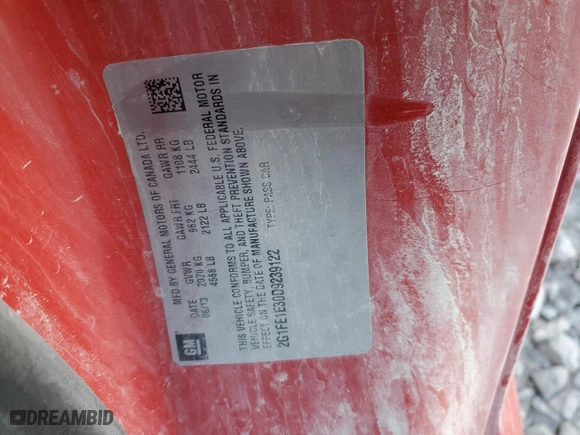 MFD BY GENERAL MOTORS OF CANADA LTD.
DATE GVWR GAWR FRT GAWR RR
06/13 2070 KG 962 KG 1108 KG
4566 LB 2122 LB 2444 LB
THIS VEHICLE CONFORMS TO ALL APPLICABLE U.S. FEDERAL MOTOR
VEHICLE SAFETY, BUMPER, AND THEFT PREVENTION STANDARDS IN
EFFECT ON THE DATE OF MANUFACTURE SHOWN ABOVE.
2G1FE1E30D9239122 TYPE: PASS CAR
GM
DREAMBID